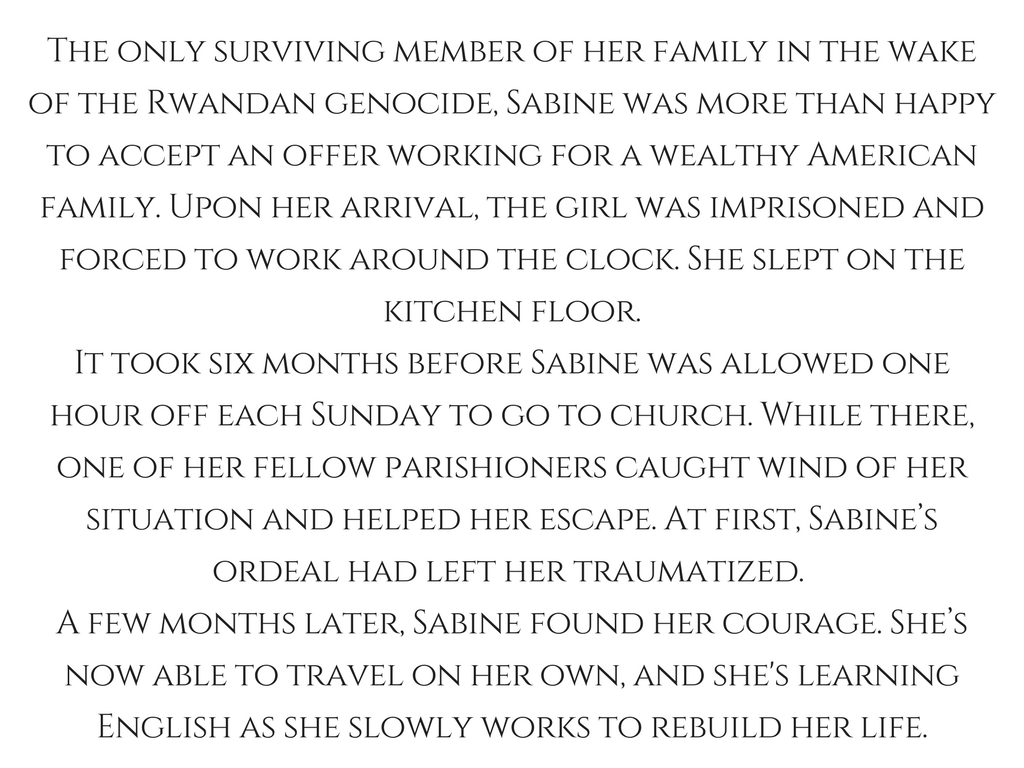 The only surviving member of her family in the wake
of the Rwandan genocide, Sabine was more than happy
to accept an offer working for a wealthy American
family. Upon her arrival, the girl was imprisoned and
forced to work around the clock. She slept on the
kitchen floor.
It took six months before Sabine was allowed one
hour off each Sunday to go to church. While there,
one of her fellow parishioners caught wind of her
situation and helped her escape. At first, Sabine’s
ordeal had left her traumatized.
A few months later, Sabine found her courage. She’s
now able to travel on her own, and she's learning
English as she slowly works to rebuild her life.